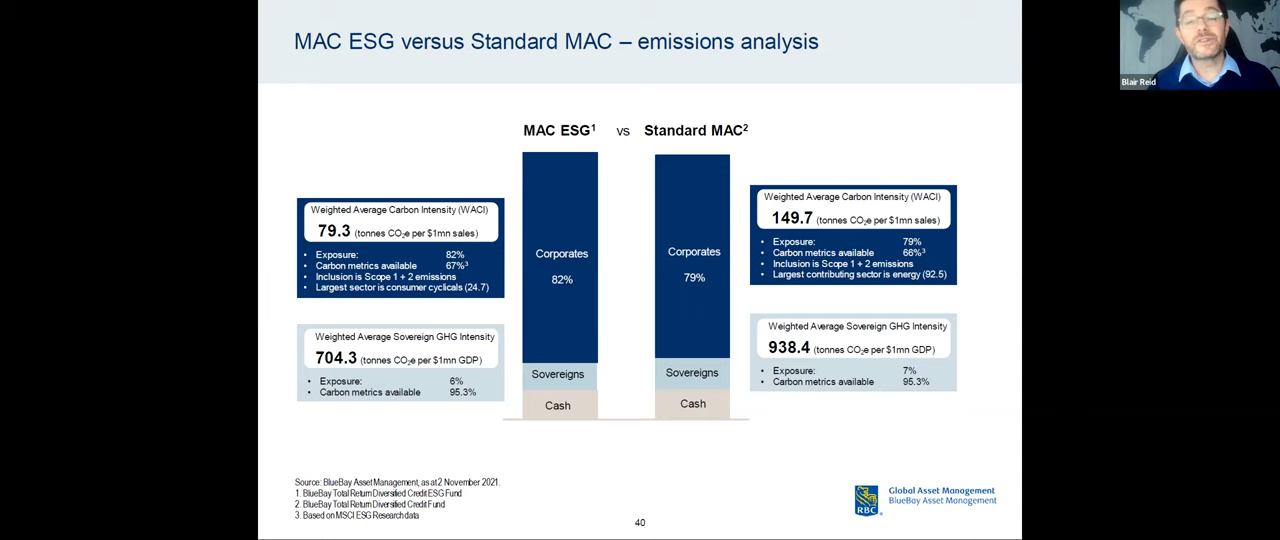 MAC ESG versus Standard MAC – emissions analysis
Blair Reid
MAC ESG1 vs Standard MAC2
Weighted Average Carbon Intensity (WACI)
79.3 (tonnes CO2e per $1mn sales)
• Exposure: 82%
• Carbon metrics available 67%3
• Inclusion is Scope 1 + 2 emissions
• Largest sector is consumer cyclicals (24.7)
Weighted Average Sovereign GHG Intensity
704.3 (tonnes CO2e per $1mn GDP)
• Exposure: 6%
• Carbon metrics available 95.3%
Corporates
82%
Sovereigns
Cash
Corporates
79%
Sovereigns
Cash
Weighted Average Carbon Intensity (WACI)
149.7 (tonnes CO2e per $1mn sales)
• Exposure: 79%
• Carbon metrics available 66%3
• Inclusion is Scope 1 + 2 emissions
• Largest contributing sector is energy (92.5)
Weighted Average Sovereign GHG Intensity
938.4 (tonnes CO2e per $1mn GDP)
• Exposure: 7%
• Carbon metrics available 95.3%
Source: BlueBay Asset Management, as at 2 November 2021.
1. BlueBay Total Return Diversified Credit ESG Fund
2. BlueBay Total Return Diversified Credit Fund
3. Based on MSCI ESG Research data
40
RBC
®
Global Asset Management
BlueBay Asset Management